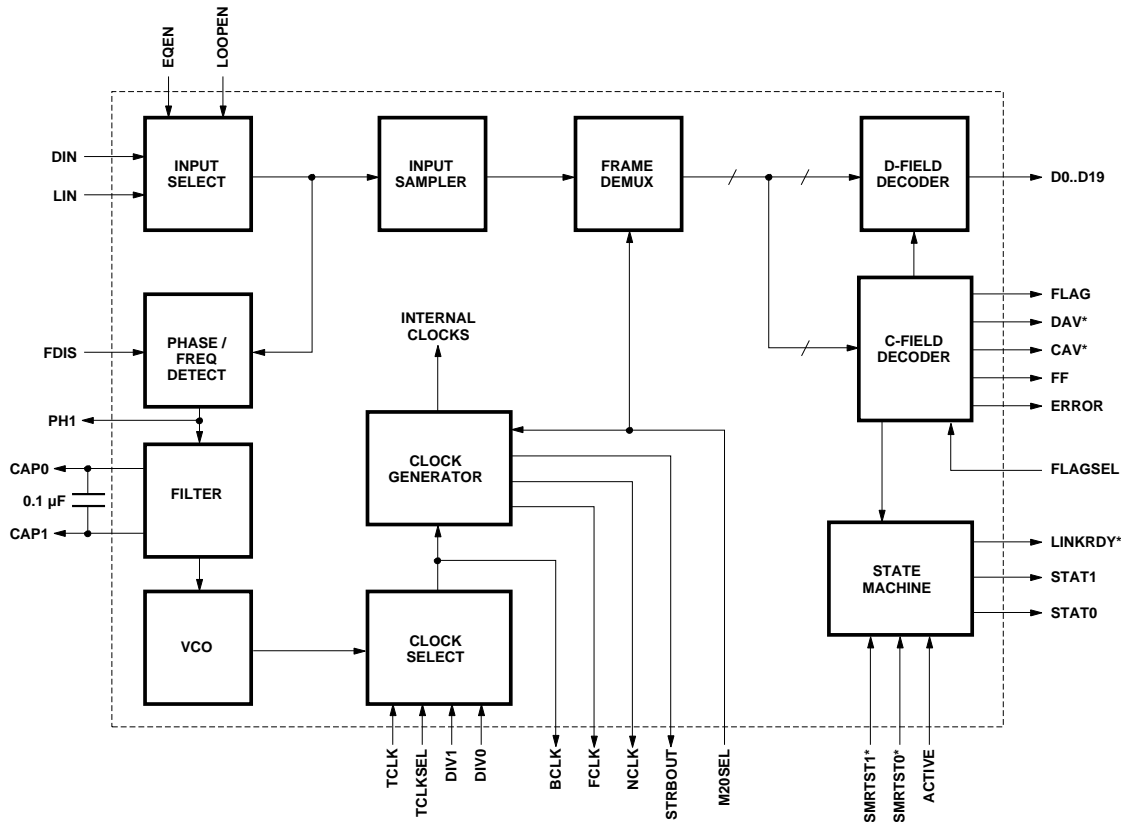 EQEN
LOOPEN
DIN
LIN
INPUT
SELECT
INPUT
SAMPLER
FRAME
DEMUX
D-FIELD
DECODER
D0..D19
FDIS
PHASE /
FREQ
DETECT
INTERNAL
CLOCKS
C-FIELD
DECODER
FLAG
DAV*
CAV*
FF
ERROR
PH1
CAP0
0.1 µF
CAP1
FILTER
CLOCK
GENERATOR
FLAGSEL
STATE
MACHINE
LINKRDY*
STAT1
STAT0
VCO
CLOCK
SELECT
TCLK
TCLKSEL
DIV1
DIV0
BCLK
FCLK
NCLK
STRBOUT
M20SEL
SMRTST1*
SMRTST0*
ACTIVE